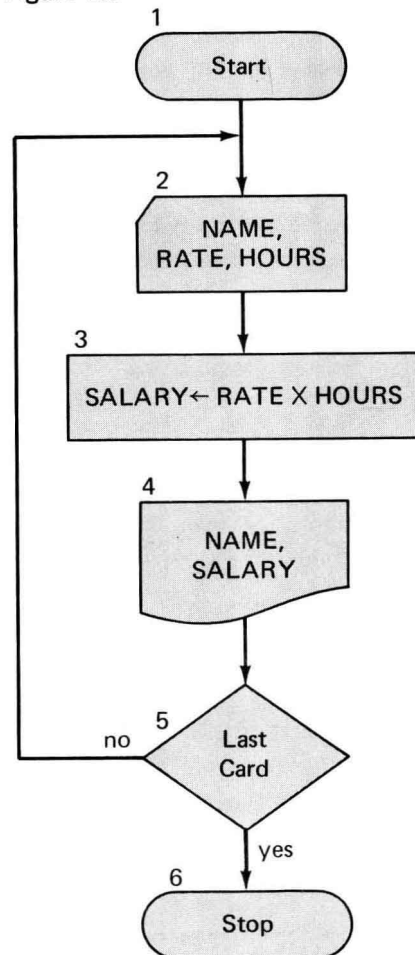 1
Start
2
NAME,
RATE, HOURS
3
SALARY← RATE X HOURS
4
NAME,
SALARY
5
no
Last
Card
yes
6
Stop